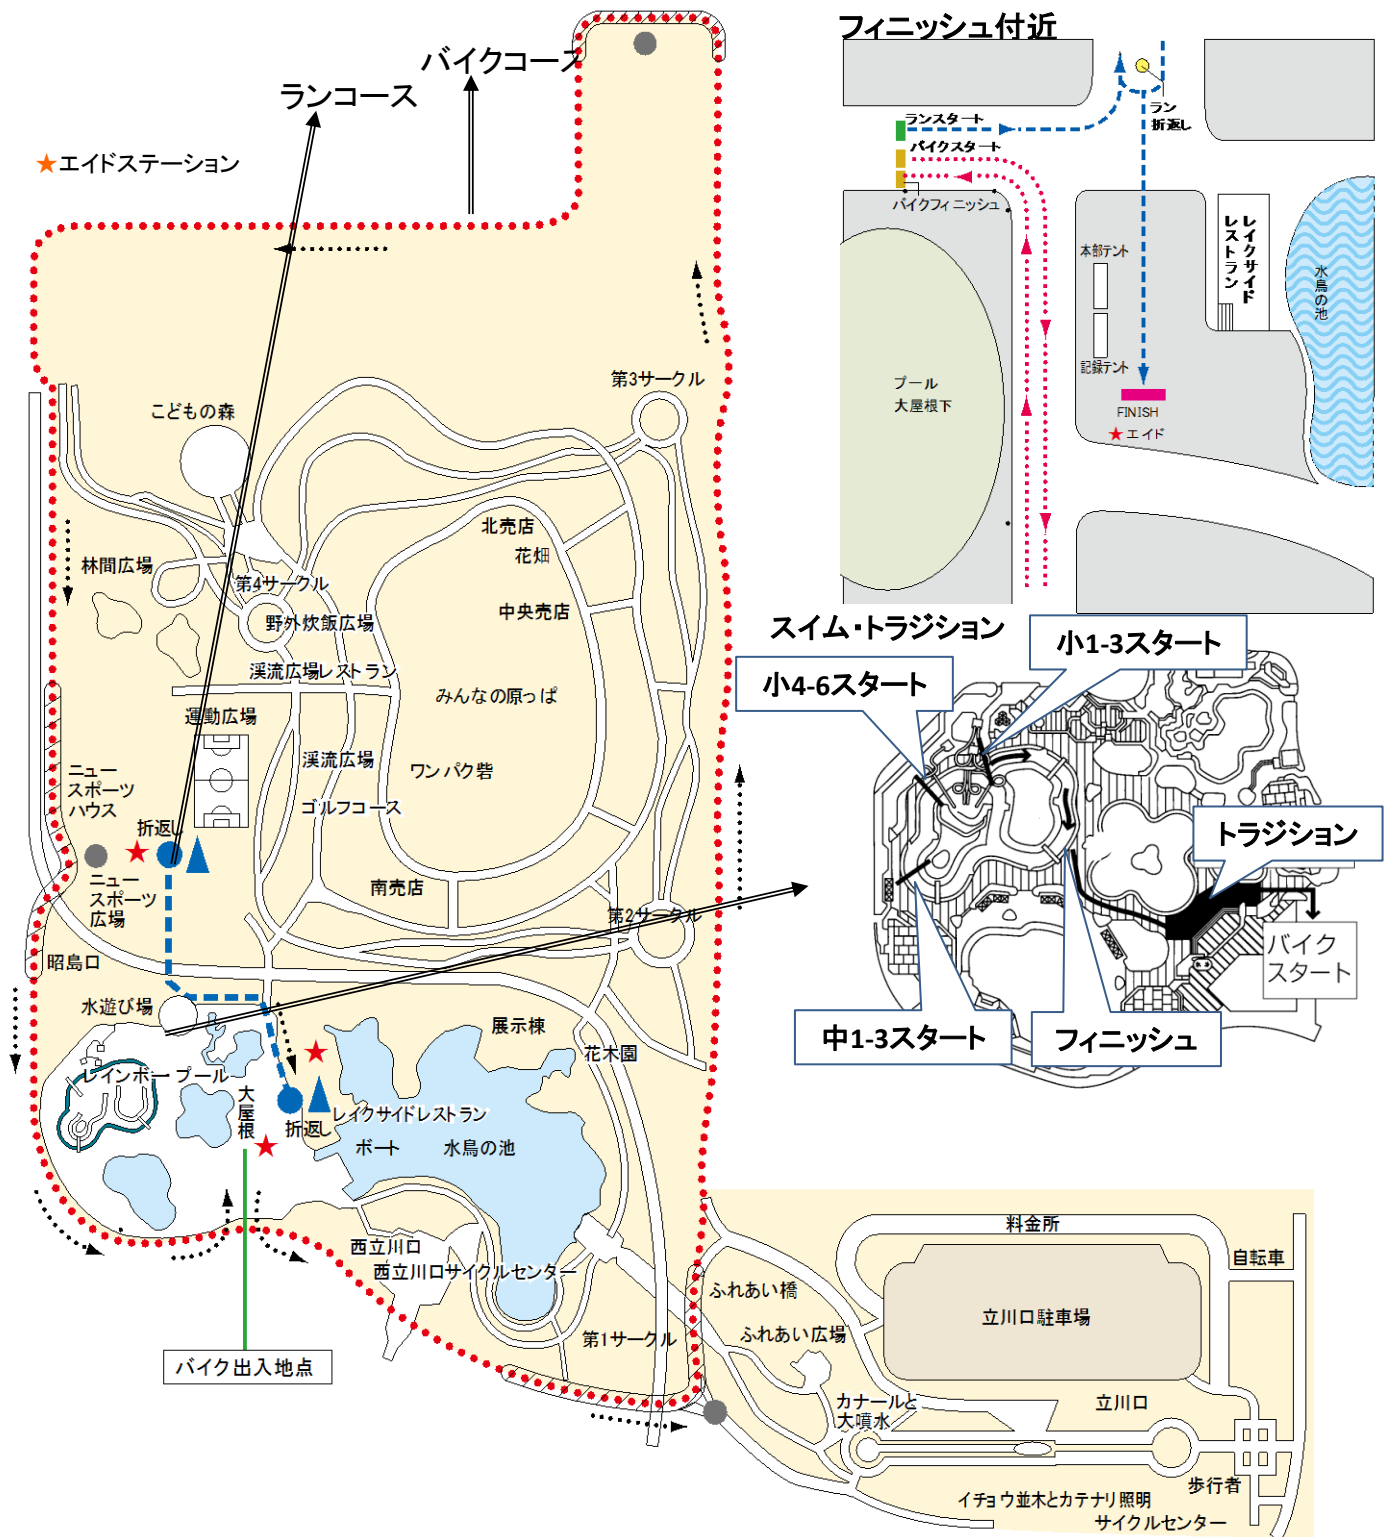 フィニッシュ付近
バイクコース
ランコース
★エイドステーション
ランスタート
ラン
折返し
バイクスタート
バイクフィニッシュ
レイクサイド
レストラン
本部テント
水鳥の池
記録テント
プール
大屋根下
FINISH
★エイド
第3サークル
こどもの森
北売店
花畑
林間広場
第4サークル
中央売店
野外炊飯広場
渓流広場レストラン
みんなの原っぱ
運動広場
渓流広場
ワンパク砦
ニュー
スポーツ
ハウス
ゴルフコース
折返し
ニュー
スポーツ
広場
南売店
第2サークル
昭島口
水遊び場
展示棟
花木園
レインボープール
大屋根
折返し
レイクサイドレストラン
ボート
水鳥の池
西立川口
西立川口サイクルセンター
第1サークル
バイク出入地点
スイム・トラジション
小1-3スタート
小4-6スタート
トラジション
バイク
スタート
中1-3スタート
フィニッシュ
料金所
自転車
ふれあい橋
立川口駐車場
ふれあい広場
カナールと
大噴水
立川口
歩行者
イチョウ並木とカテナリ照明
サイクルセンター